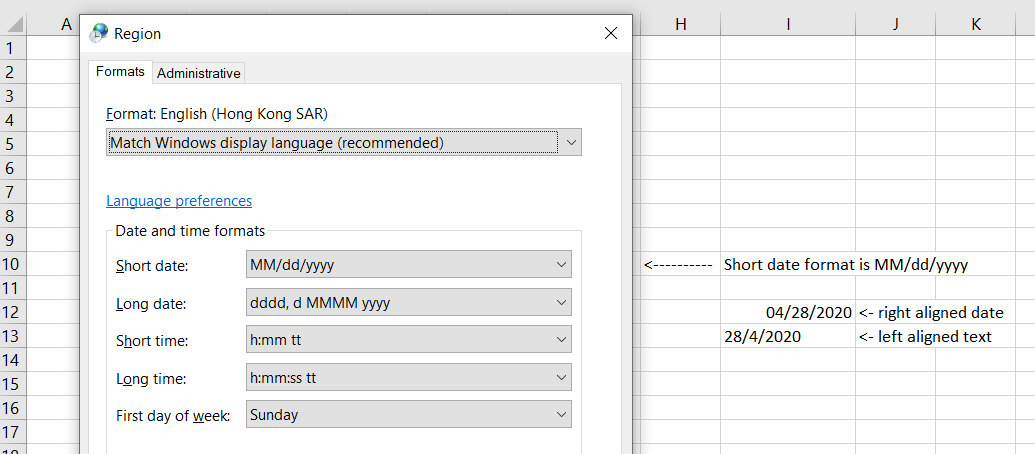 A H I J K
Region
Formats Administrative
Format: English (Hong Kong SAR)
Match Windows display language (recommended)
Language preferences
Date and time formats
Short date: MM/dd/yyyy
Long date: dddd, d MMMM yyyy
Short time: h:mm tt
Long time: h:mm:ss tt
First day of week: Sunday
1
2
3
4
5
6
7
8
9
10 <---------- Short date format is MM/dd/yyyy
11
12 04/28/2020 <- right aligned date
13 28/4/2020 <- left aligned text
14
15
16
17
18